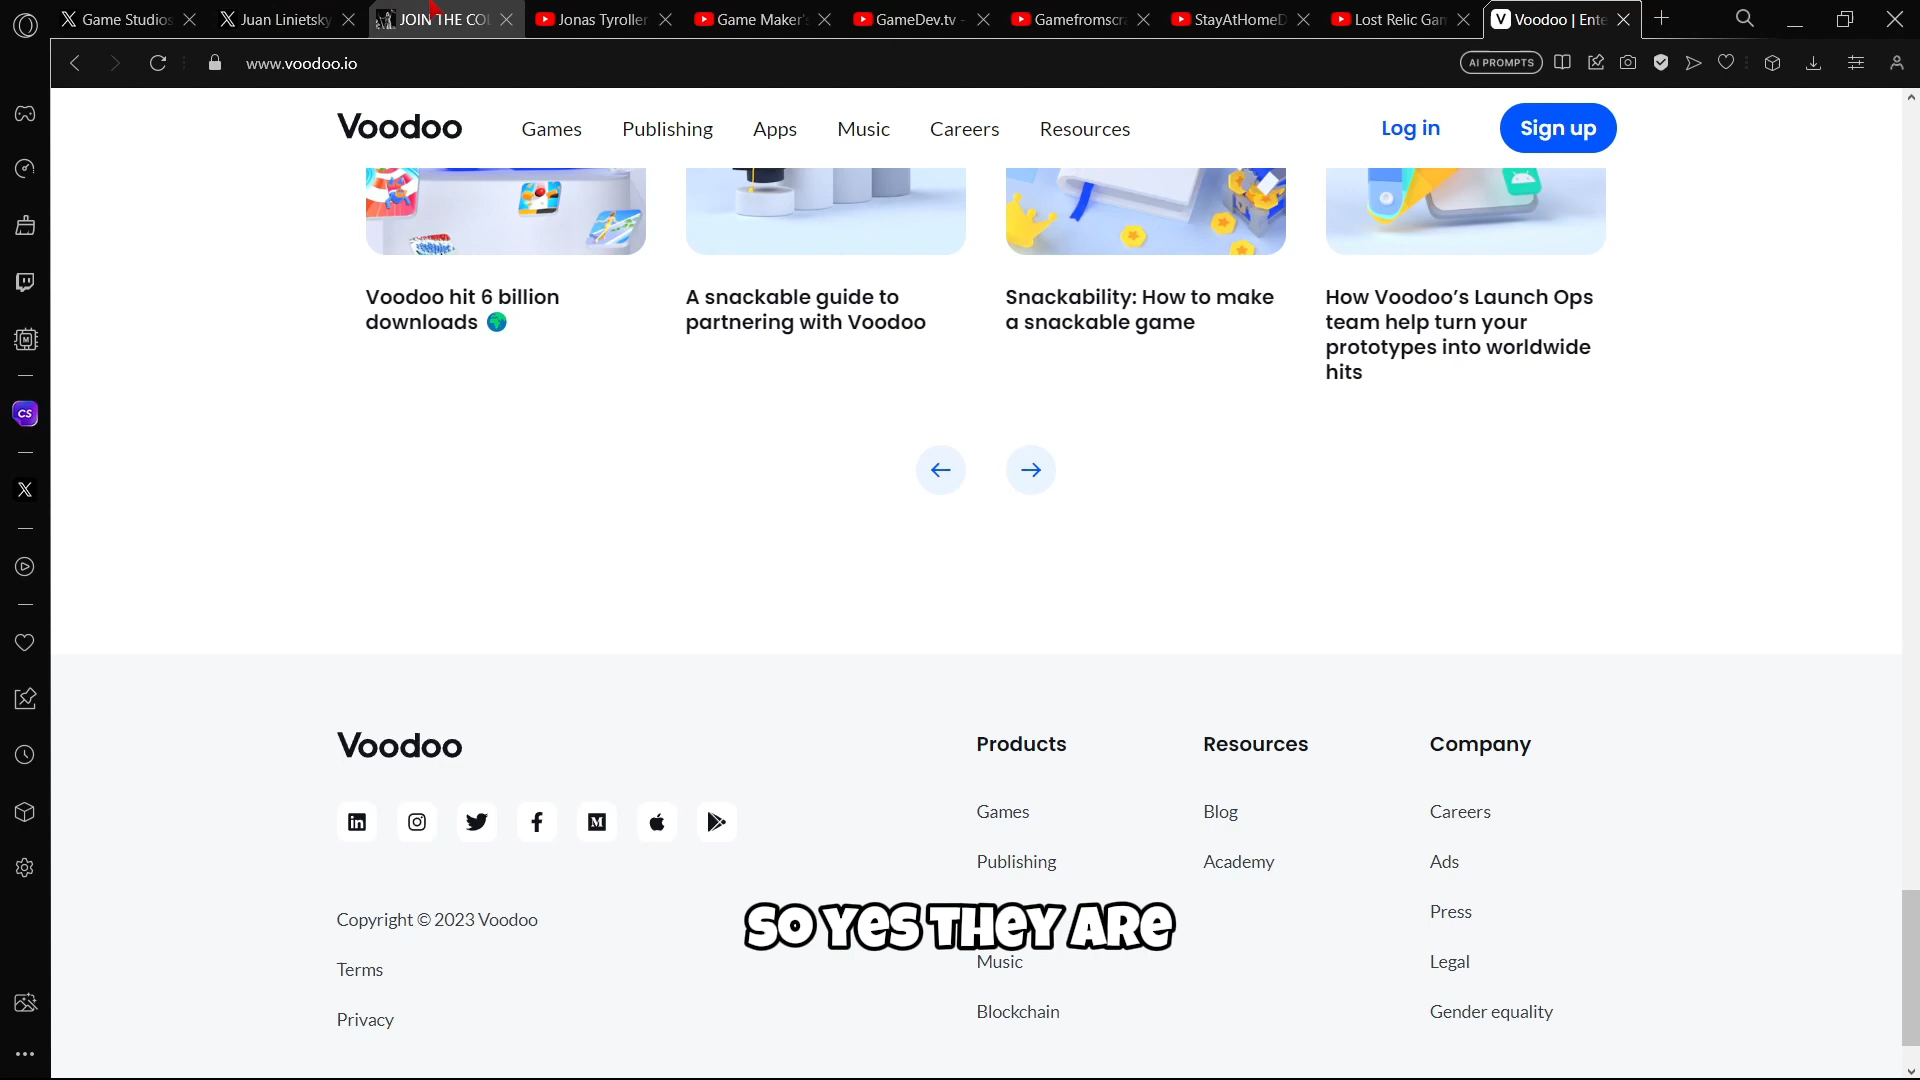 Game Studios
Juan Linietsky
JOIN THE CO
Jonas Tyroller
Game Maker's
GameDev.tv -
Gamefromscra
StayAtHomeD
Lost Relic Gam
Voodoo | Ente
www.voodoo.io
AI PROMPTS
Voodoo
Games
Publishing
Apps
Music
Careers
Resources
Log in
Sign up
Voodoo hit 6 billion
downloads
A snackable guide to
partnering with Voodoo
Snackability: How to make
a snackable game
How Voodoo’s Launch Ops
team help turn your
prototypes into worldwide
hits
Voodoo
Copyright © 2023 Voodoo
Terms
Privacy
Products
Games
Publishing
Music
Blockchain
Resources
Blog
Academy
Company
Careers
Ads
Press
Legal
Gender equality
SO YES THEY ARE